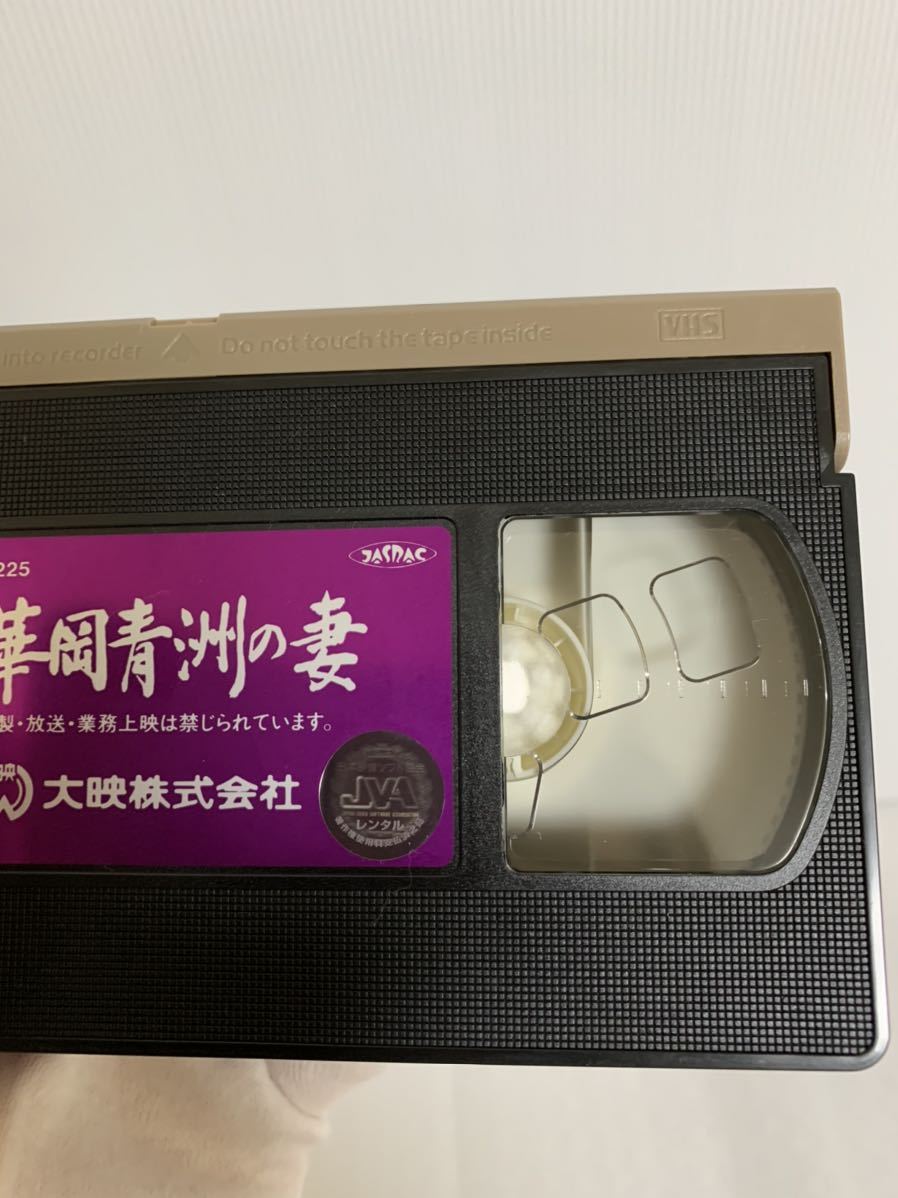 into recorder Do not touch the tape inside VHS
225
JASRAC
華岡青洲の妻
製・放送・業務上映は禁じられています。
映 大映株式会社
JVA
レンタル